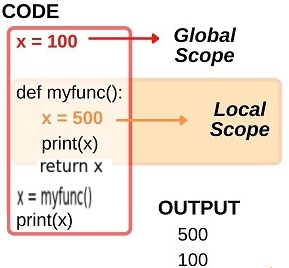 CODE
x = 100
Global
Scope
def myfunc():
x = 500
Local
Scope
print(x)
return x
x = myfunc()
print(x)
OUTPUT
500
100